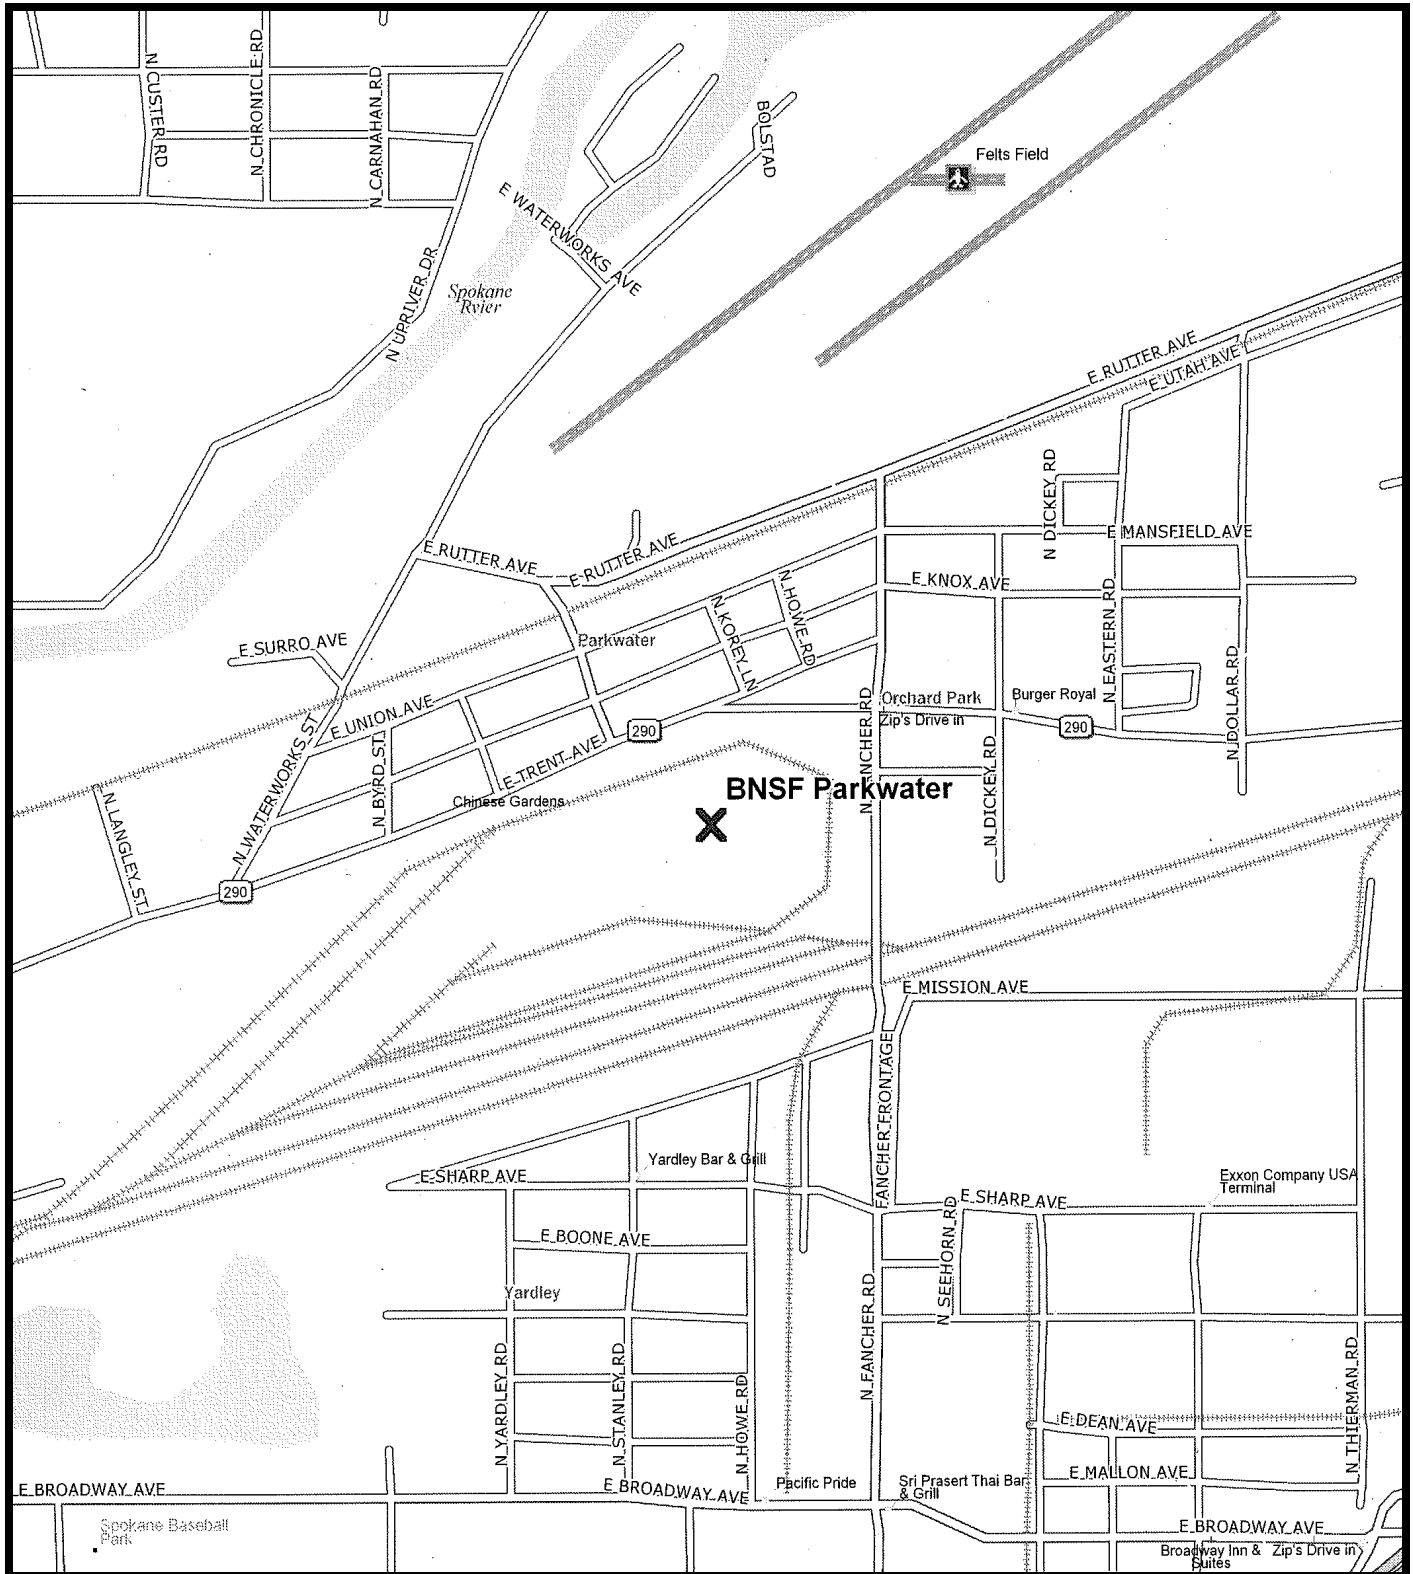 N CUSTER RD
N CHRONICLE RD
N CARNAHAN RD
BOLSTAD
Felts Field
E WATERWORKS AVE
N UPRIVER DR
Spokane
Rvier
E RUTTER AVE
E UTAH AVE
N DICKEY RD
E MANSFIELD AVE
E RUTTER AVE
E RUTTER AVE
E KNOX AVE
N HOWE RD
N KOREY LN
N EASTERN RD
E SURRO AVE
Parkwater
N DOLLAR RD
Orchard Park
Burger Royal
Zip's Drive in
E UNION AVE
290
290
N WATERWORKS ST
N BYRD ST
E TRENT AVE
N FANCHER RD
N DICKEY RD
BNSF Parkwater
X
Chinese Gardens
N LANGLEY ST
290
E MISSION AVE
FANCHER FRONTAGE
Yardley Bar & Grill
E SHARP AVE
Exxon Company USA
Terminal
E SHARP AVE
N SEEHORN RD
E BOONE AVE
Yardley
N FANCHER RD
N YARDLEY RD
N STANLEY RD
N HOWE RD
N THIERMAN RD
E DEAN AVE
E MALLON AVE
E BROADWAY AVE
E BROADWAY AVE
Pacific Pride
Sri Prasert Thai Bar
& Grill
Spokane Baseball
Park
E BROADWAY AVE
Broadway Inn &
Suites
Zip's Drive in